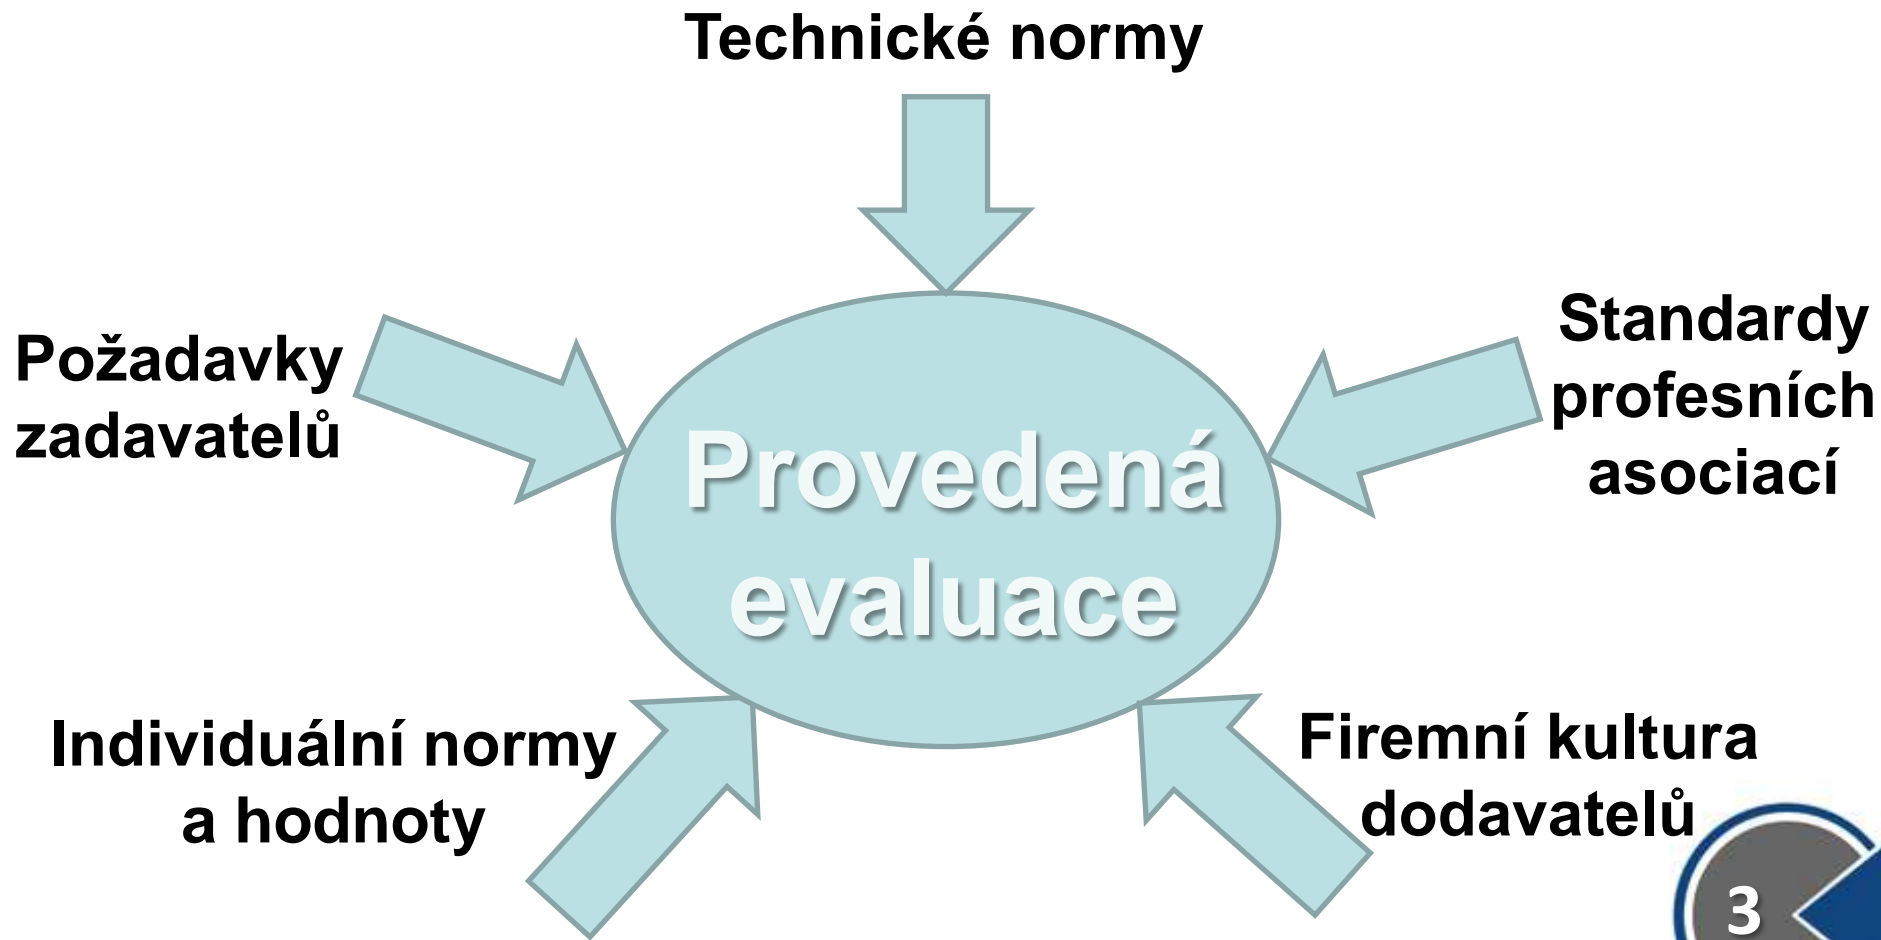 Technické normy
Požadavky
zadavatelů
Standardy
profesních
asociací
Provedená
evaluace
Individuální normy
a hodnoty
Firemní kultura
dodavatelů
3